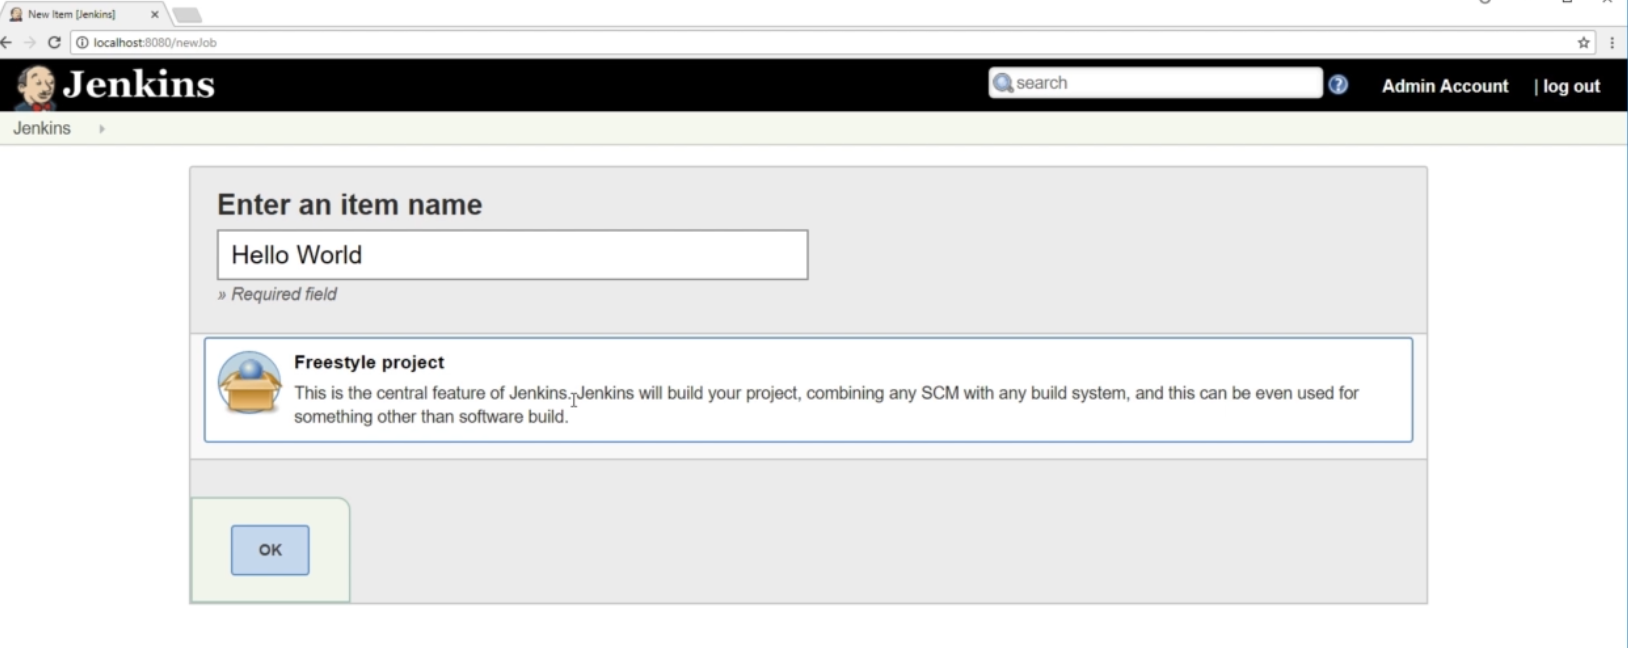 New Item [Jenkins]
localhost:8080/newJob
Jenkins
search
Admin Account
| log out
Jenkins
Enter an item name
Hello World
» Required field
Freestyle project
This is the central feature of Jenkins. Jenkins will build your project, combining any SCM with any build system, and this can be even used for
something other than software build.
OK